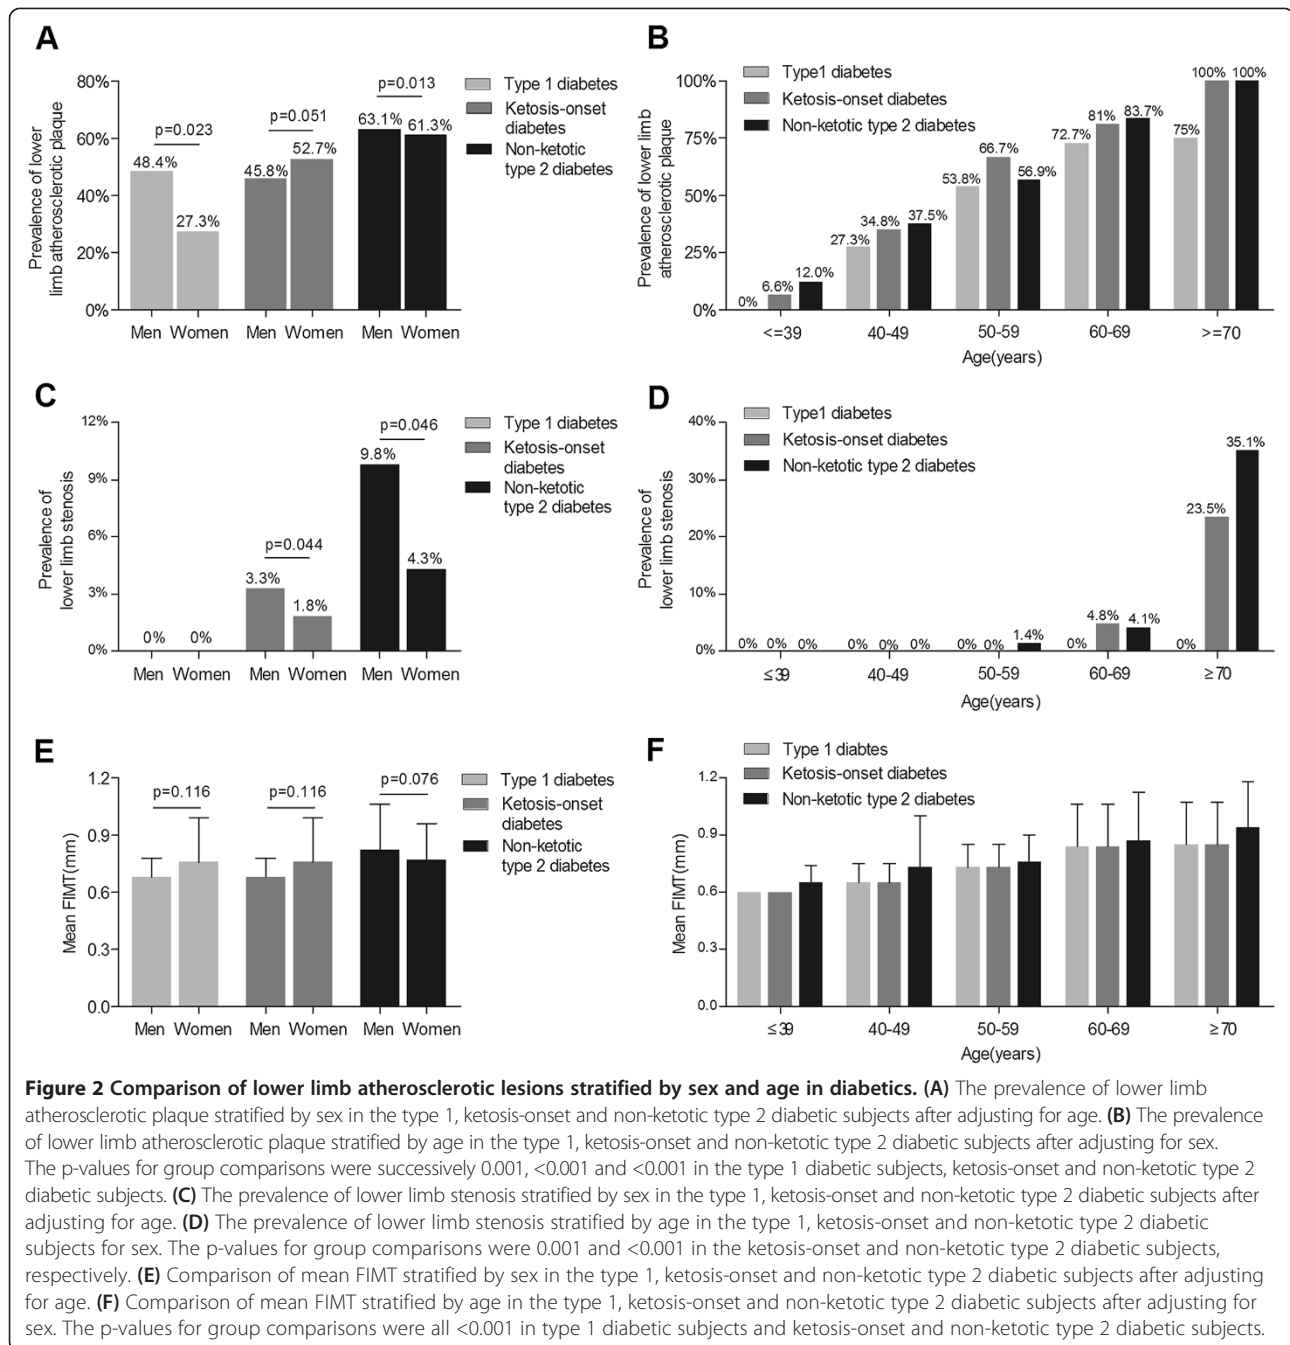 A
80%
60%
40%
20%
0%
Prevalence of lower
limb atherosclerotic plaque
p=0.023
48.4%
27.3%
p=0.051
45.8%
52.7%
p=0.013
63.1%
61.3%
Men Women Men Women Men Women
Type 1 diabetes
Ketosis-onset
diabetes
Non-ketotic
type 2 diabetes
B
Type1 diabetes
Ketosis-onset diabetes
Non-ketotic type 2 diabetes
100%
75%
50%
25%
0%
Prevalence of lower limb
atherosclerotic plaque
0% 6.6% 12.0%
27.3% 34.8% 37.5%
53.8% 66.7% 56.9%
72.7% 81% 83.7%
75% 100% 100%
<=39 40-49 50-59 60-69 >=70
Age(years)
C
12%
9%
6%
3%
0%
Prevalence of
lower limb stenosis
0% 0%
p=0.044
3.3%
1.8%
p=0.046
9.8%
4.3%
Men Women Men Women Men Women
Type 1 diabetes
Ketosis-onset
diabetes
Non-ketotic
type 2 diabetes
D
Type1 diabetes
Ketosis-onset diabetes
Non-ketotic type 2 diabetes
40%
30%
20%
10%
0%
Prevalence of
lower limb stenosis
0% 0% 0%
0% 0% 0%
0% 0% 1.4%
0% 4.8% 4.1%
0% 23.5% 35.1%
≤39 40-49 50-59 60-69 ≥70
Age(years)
E
1.2
0.9
0.6
0.3
0.0
Mean FIMT(mm)
p=0.116
p=0.116
p=0.076
Men Women Men Women Men Women
Type 1 diabetes
Ketosis-onset
diabetes
Non-ketotic
type 2 diabetes
F
Type 1 diabtes
Ketosis-onset diabetes
Non-ketotic type 2 diabetes
1.2
0.9
0.6
0.3
0.0
Mean FIMT(mm)
≤39 40-49 50-59 60-69 ≥70
Age(years)
Figure 2 Comparison of lower limb atherosclerotic lesions stratified by sex and age in diabetics. (A) The prevalence of lower limb
atherosclerotic plaque stratified by sex in the type 1, ketosis-onset and non-ketotic type 2 diabetic subjects after adjusting for age. (B) The prevalence
of lower limb atherosclerotic plaque stratified by age in the type 1, ketosis-onset and non-ketotic type 2 diabetic subjects after adjusting for sex.
The p-values for group comparisons were successively 0.001, <0.001 and <0.001 in the type 1 diabetic subjects, ketosis-onset and non-ketotic type 2
diabetic subjects. (C) The prevalence of lower limb stenosis stratified by sex in the type 1, ketosis-onset and non-ketotic type 2 diabetic subjects after
adjusting for age. (D) The prevalence of lower limb stenosis stratified by age in the type 1, ketosis-onset and non-ketotic type 2 diabetic
subjects for sex. The p-values for group comparisons were 0.001 and <0.001 in the ketosis-onset and non-ketotic type 2 diabetic subjects,
respectively. (E) Comparison of mean FIMT stratified by sex in the type 1, ketosis-onset and non-ketotic type 2 diabetic subjects after adjusting
for age. (F) Comparison of mean FIMT stratified by age in the type 1, ketosis-onset and non-ketotic type 2 diabetic subjects after adjusting for
sex. The p-values for group comparisons were all <0.001 in type 1 diabetic subjects and ketosis-onset and non-ketotic type 2 diabetic subjects.